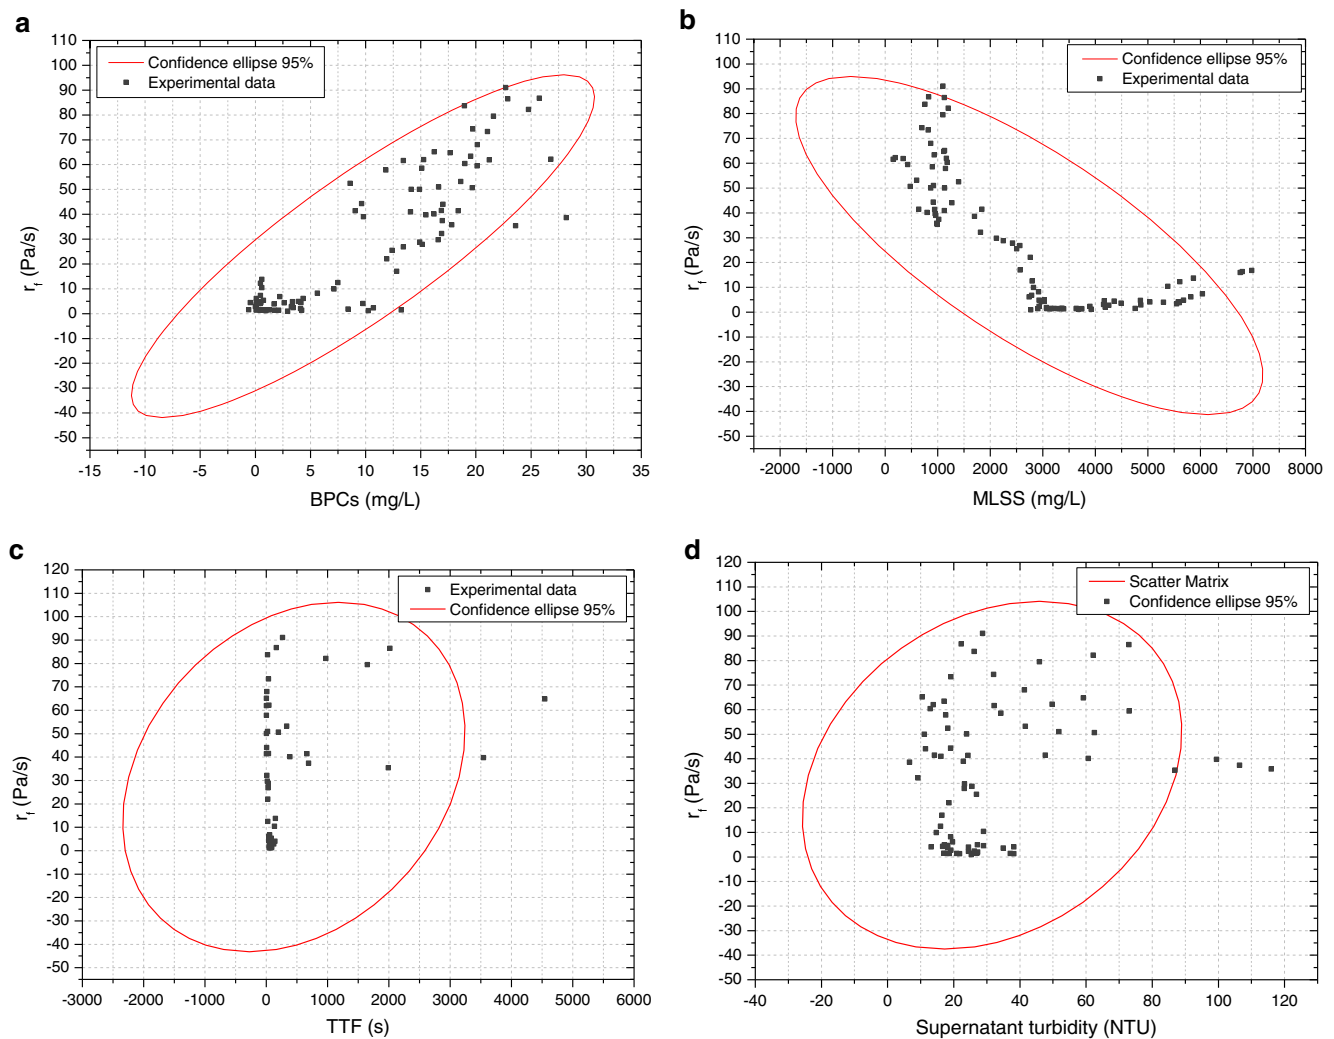 a
110
100
90
80
70
60
50
40
30
20
10
0
-10
-20
-30
-40
-50
r_f (Pa/s)
Confidence ellipse 95%
Experimental data
-15 -10 -5 0 5 10 15 20 25 30 35
BPCs (mg/L)
b
110
100
90
80
70
60
50
40
30
20
10
0
-10
-20
-30
-40
-50
r_f (Pa/s)
Confidence ellipse 95%
Experimental data
-2000 -1000 0 1000 2000 3000 4000 5000 6000 7000 8000
MLSS (mg/L)
c
120
110
100
90
80
70
60
50
40
30
20
10
0
-10
-20
-30
-40
-50
r_f (Pa/s)
Experimental data
Confidence ellipse 95%
-3000 -2000 -1000 0 1000 2000 3000 4000 5000 6000
TTF (s)
d
120
110
100
90
80
70
60
50
40
30
20
10
0
-10
-20
-30
-40
-50
r_f (Pa/s)
Scatter Matrix
Confidence ellipse 95%
-40 -20 0 20 40 60 80 100 120
Supernatant turbidity (NTU)